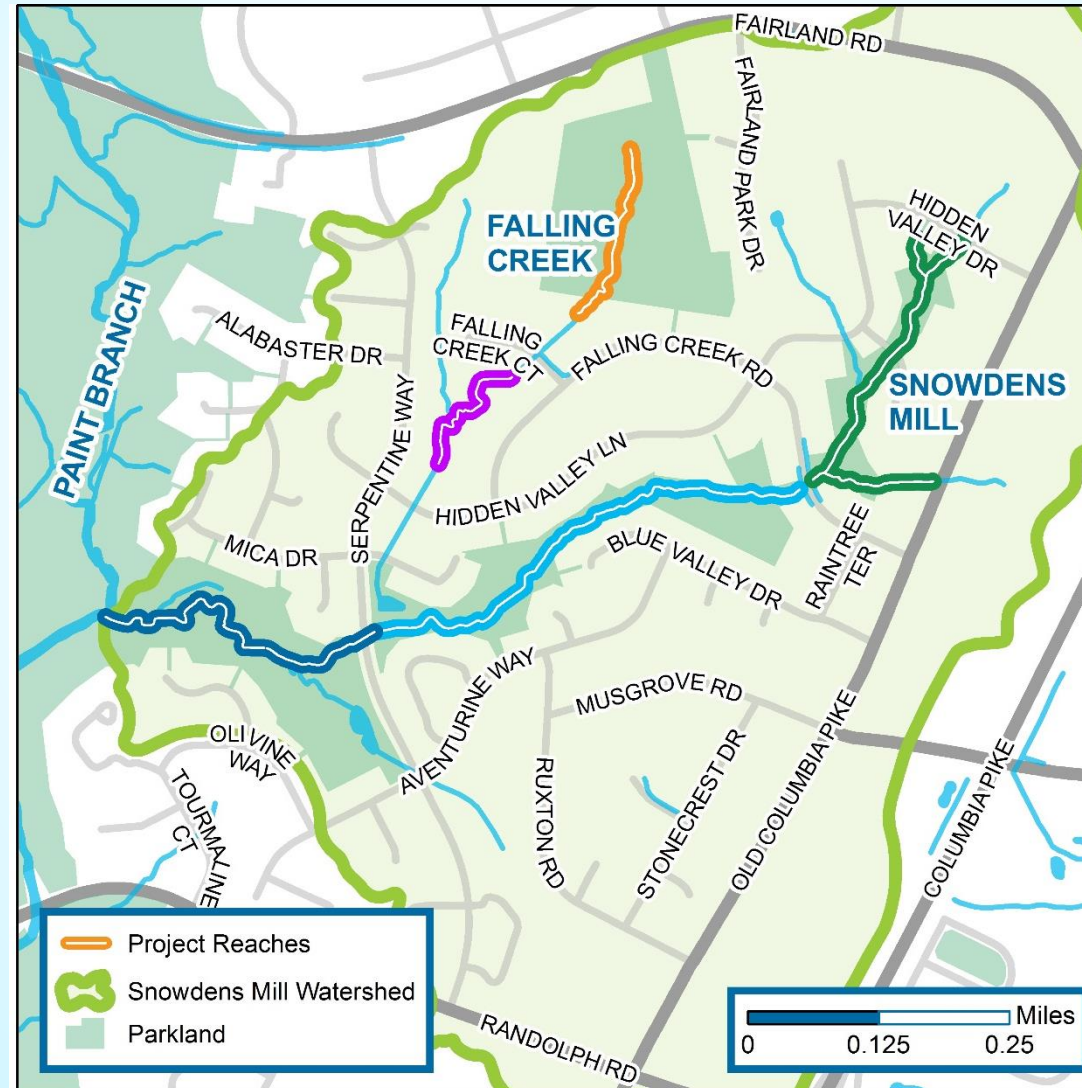 FAIRLAND RD
FAIRLAND PARK DR
HIDDEN
VALLEY DR
FALLING
CREEK
PAINT BRANCH
ALABASTER DR
SERPENTINE WAY
FALLING
CREEK CT
FALLING CREEK RD
SNOWDENS
MILL
HIDDEN VALLEY LN
MICA DR
BLUE VALLEY DR
RAINTREE
TER
AVENTURINE WAY
MUSGROVE RD
OLIVINE
WAY
TOURMALINE
CT
RUXTON RD
STONECREST DR
OLD COLUMBIA PIKE
COLUMBIA PIKE
RANDOLPH RD
Project Reaches
Snowdens Mill Watershed
Parkland
Miles
0 0.125 0.25